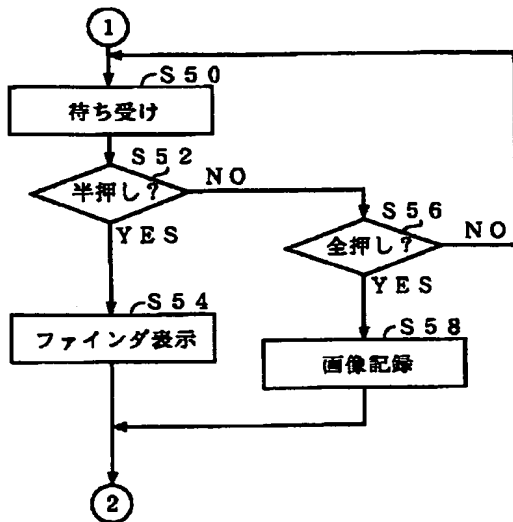 1
S50
待ち受け
S52
半押し?
NO
YES
S56
全押し?
NO
YES
S54
ファインダ表示
S58
画像記録
2